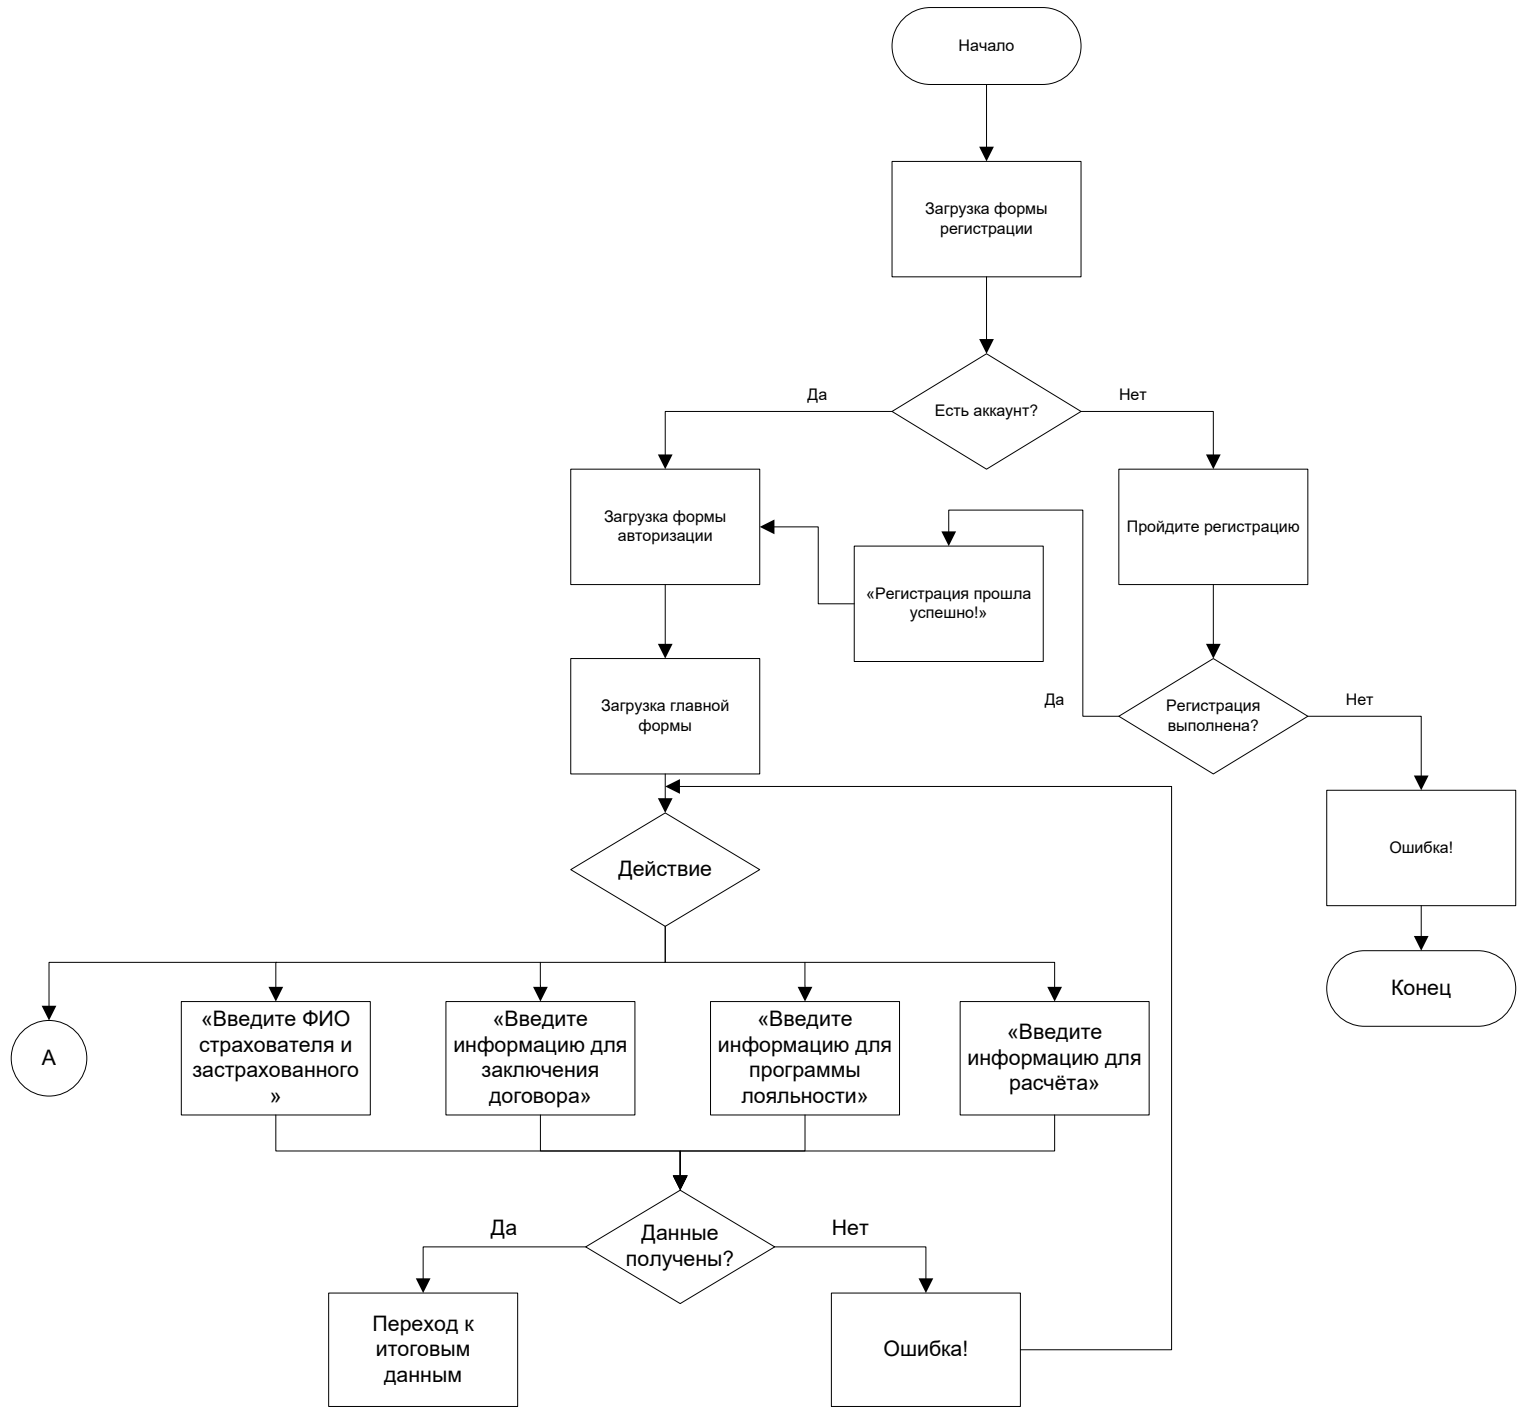 Начало
Загрузка формы
регистрации
Да
Есть аккаунт?
Нет
Загрузка формы
авторизации
«Регистрация прошла
успешно!»
Пройдите регистрацию
Загрузка главной
формы
Да
Регистрация
выполнена?
Нет
Ошибка!
Конец
Действие
А
«Введите ФИО
страхователя и
застрахованного
»
«Введите
информацию для
заключения
договора»
«Введите
информацию для
программы
лояльности»
«Введите
информацию для
расчёта»
Да
Данные
получены?
Нет
Переход к
итоговым
данным
Ошибка!